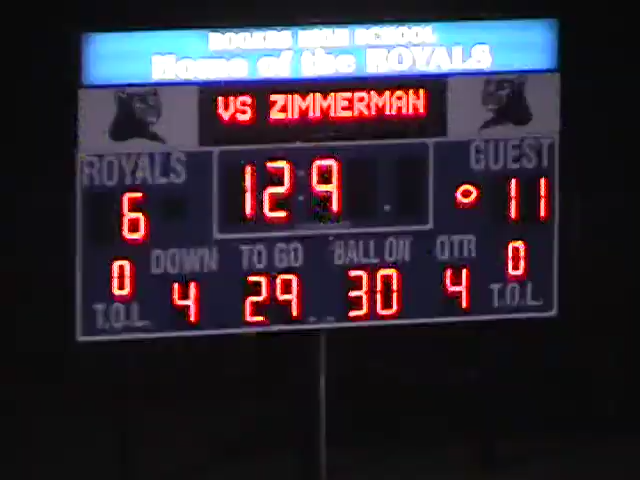 ROGERS HIGH SCHOOL
Home of the ROYALS
VS ZIMMERMAN
ROYALS GUEST
6 12 9 11
DOWN TO GO BALL ON QTR
0 4 29 30 4 0
T.O.L. T.O.L.